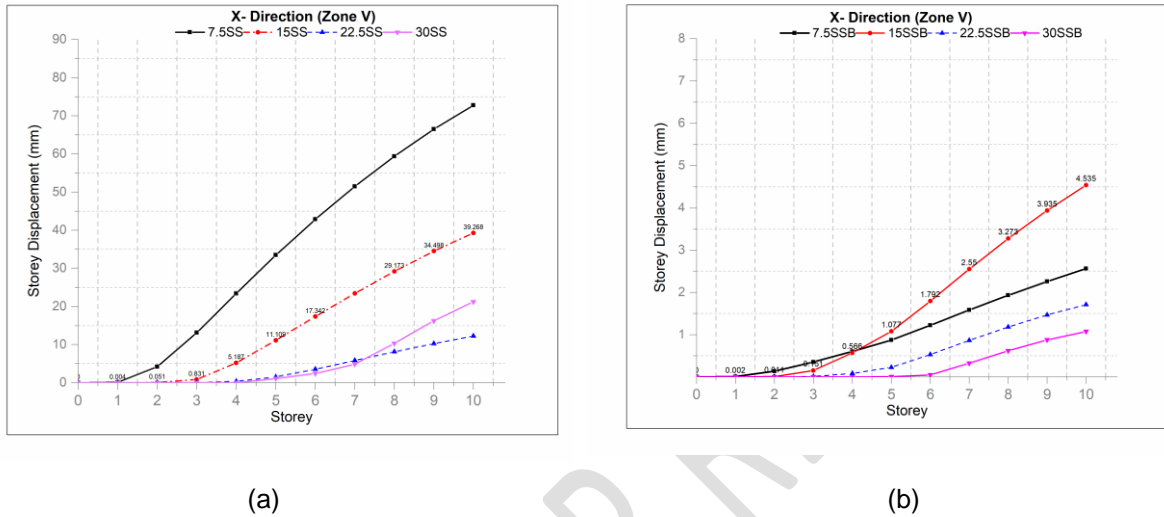 X- Direction (Zone V)
7.5SS 15SS 22.5SS 30SS
90
80
70
60
50
40
30
20
10
0
Storey Displacement (mm)
0 0.004 0.051 0.831 5.187 11.109 17.342 29.173 34.498 39.268
0 1 2 3 4 5 6 7 8 9 10
Storey
(a)
X- Direction (Zone V)
7.5SSB 15SSB 22.5SSB 30SSB
8
7
6
5
4
3
2
1
Storey Displacement (mm)
0 0.002 0.566 1.077 1.792 2.55 3.273 3.935 4.535
0 1 2 3 4 5 6 7 8 9 10
Storey
(b)